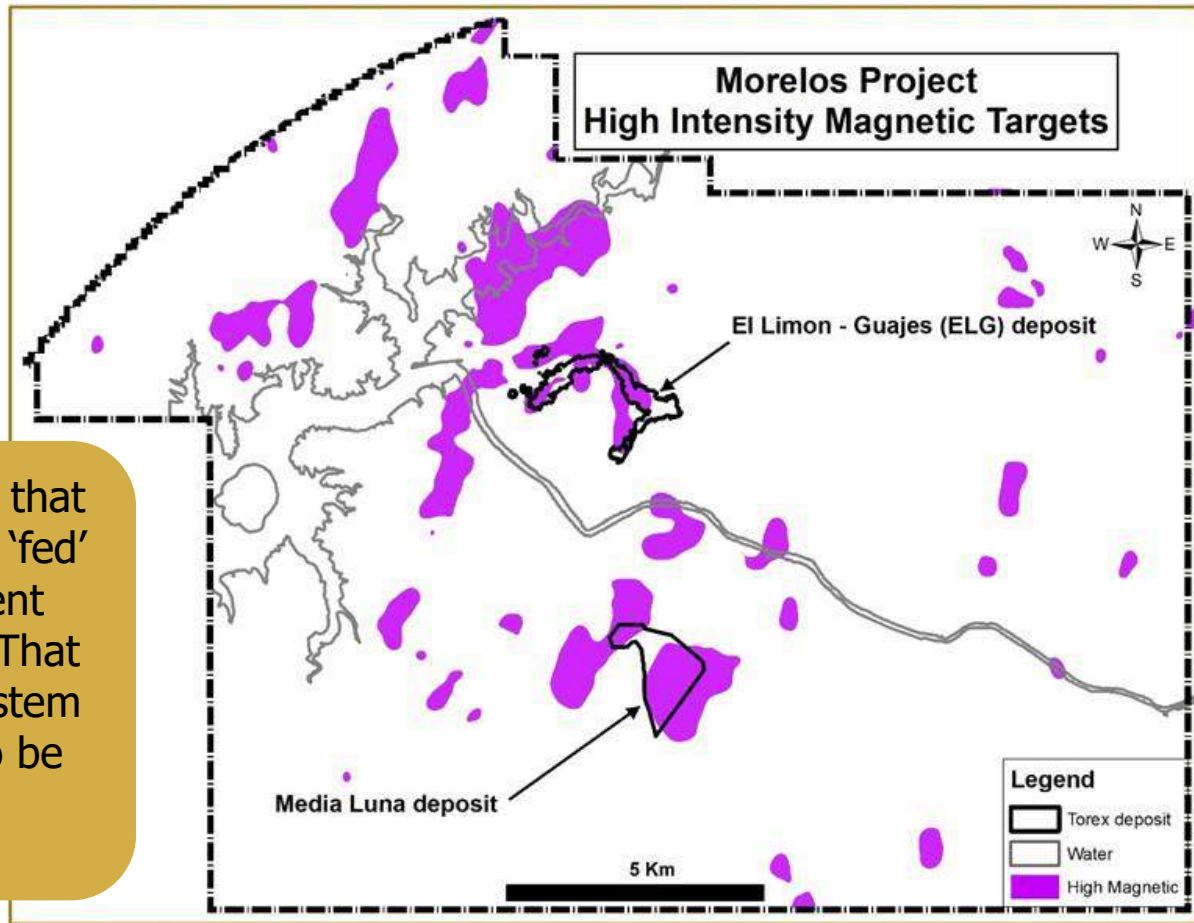 Morelos Project
High Intensity Magnetic Targets
N
W E
S
El Limon - Guajes (ELG) deposit
that
‘fed’
ent
That
stem
o be
Media Luna deposit
5 Km
Legend
Torex deposit
Water
High Magnetic